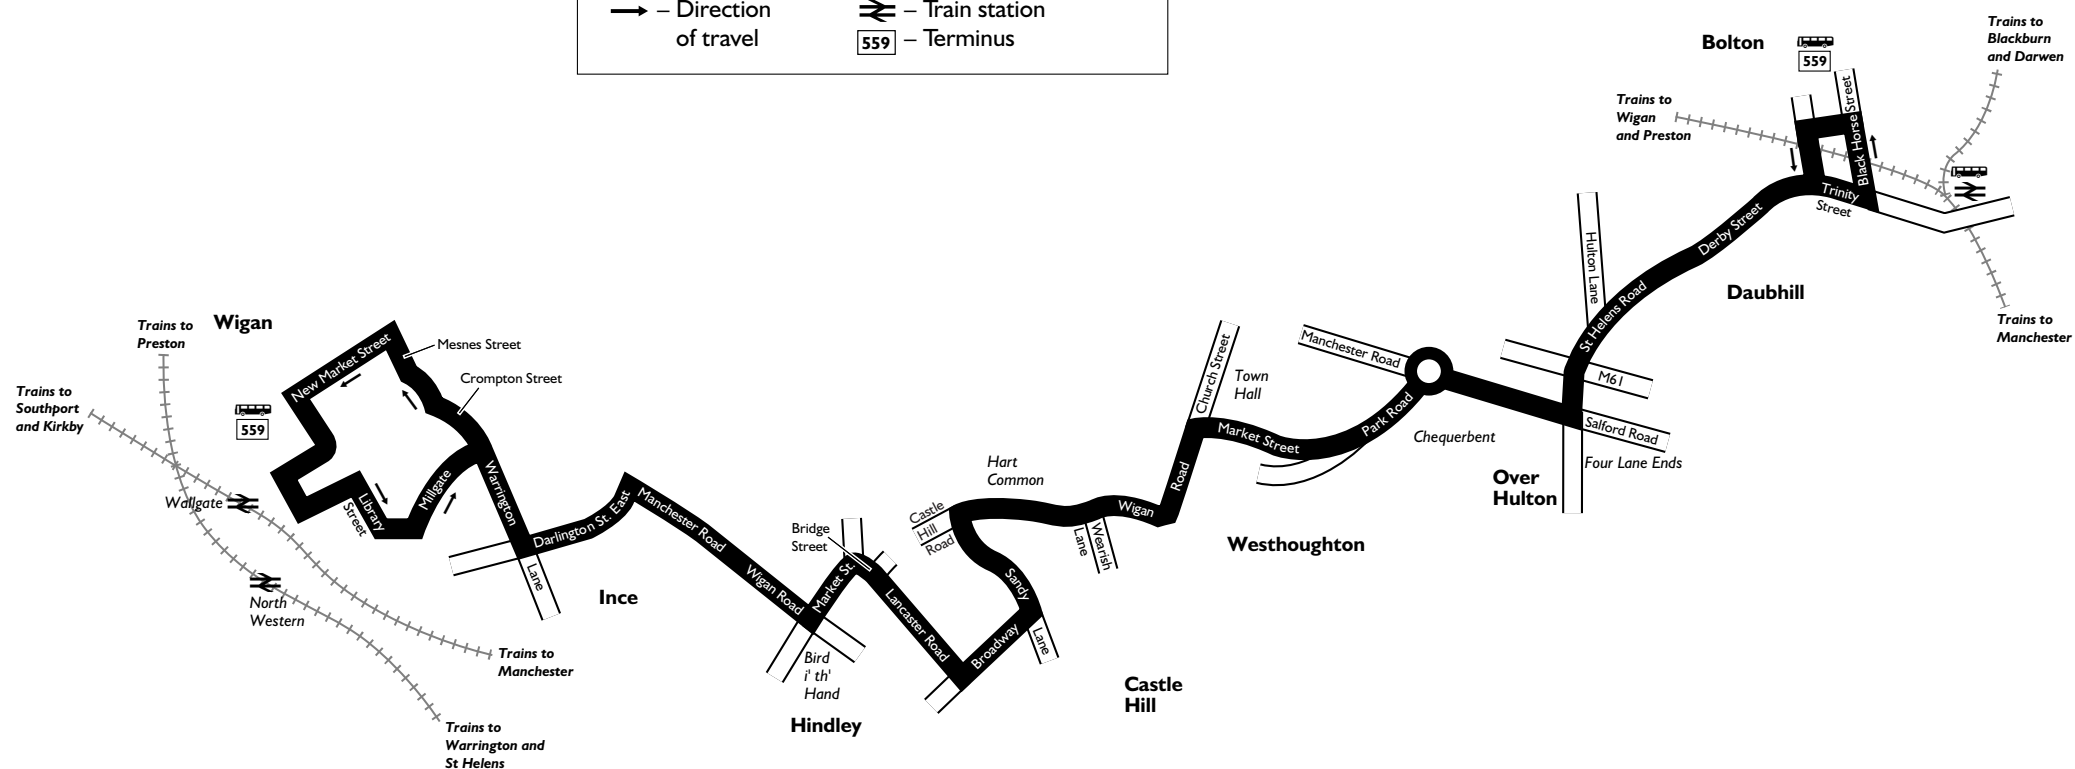 – Direction
of travel
– Train station
559 – Terminus
Bolton
559
Trains to
Blackburn
and Darwen
Trains to
Wigan
and Preston
Black Horse Street
Trinity
Street
Derby Street
Hulton Lane
Daubhill
Trains to
Manchester
St Helens Road
M61
Salford Road
Four Lane Ends
Over
Hulton
Manchester Road
Park Road
Chequerbent
Church Street
Town
Hall
Market Street
Westhoughton
Wigan
Road
Wearish
Lane
Hart
Common
Castle
Hill
Road
Sandy
Lane
Broadway
Castle
Hill
Lancaster Road
Bridge
Street
Market St.
Bird
i' th'
Hand
Hindley
Wigan Road
Manchester Road
Darlington St. East
Ince
Warrington
Lane
Crompton Street
Mesnes Street
New Market Street
Wigan
559
Millgate
Library
Street
Trains to
Preston
Trains to
Southport
and Kirkby
Wallgate
North
Western
Trains to
Manchester
Trains to
Warrington and
St Helens